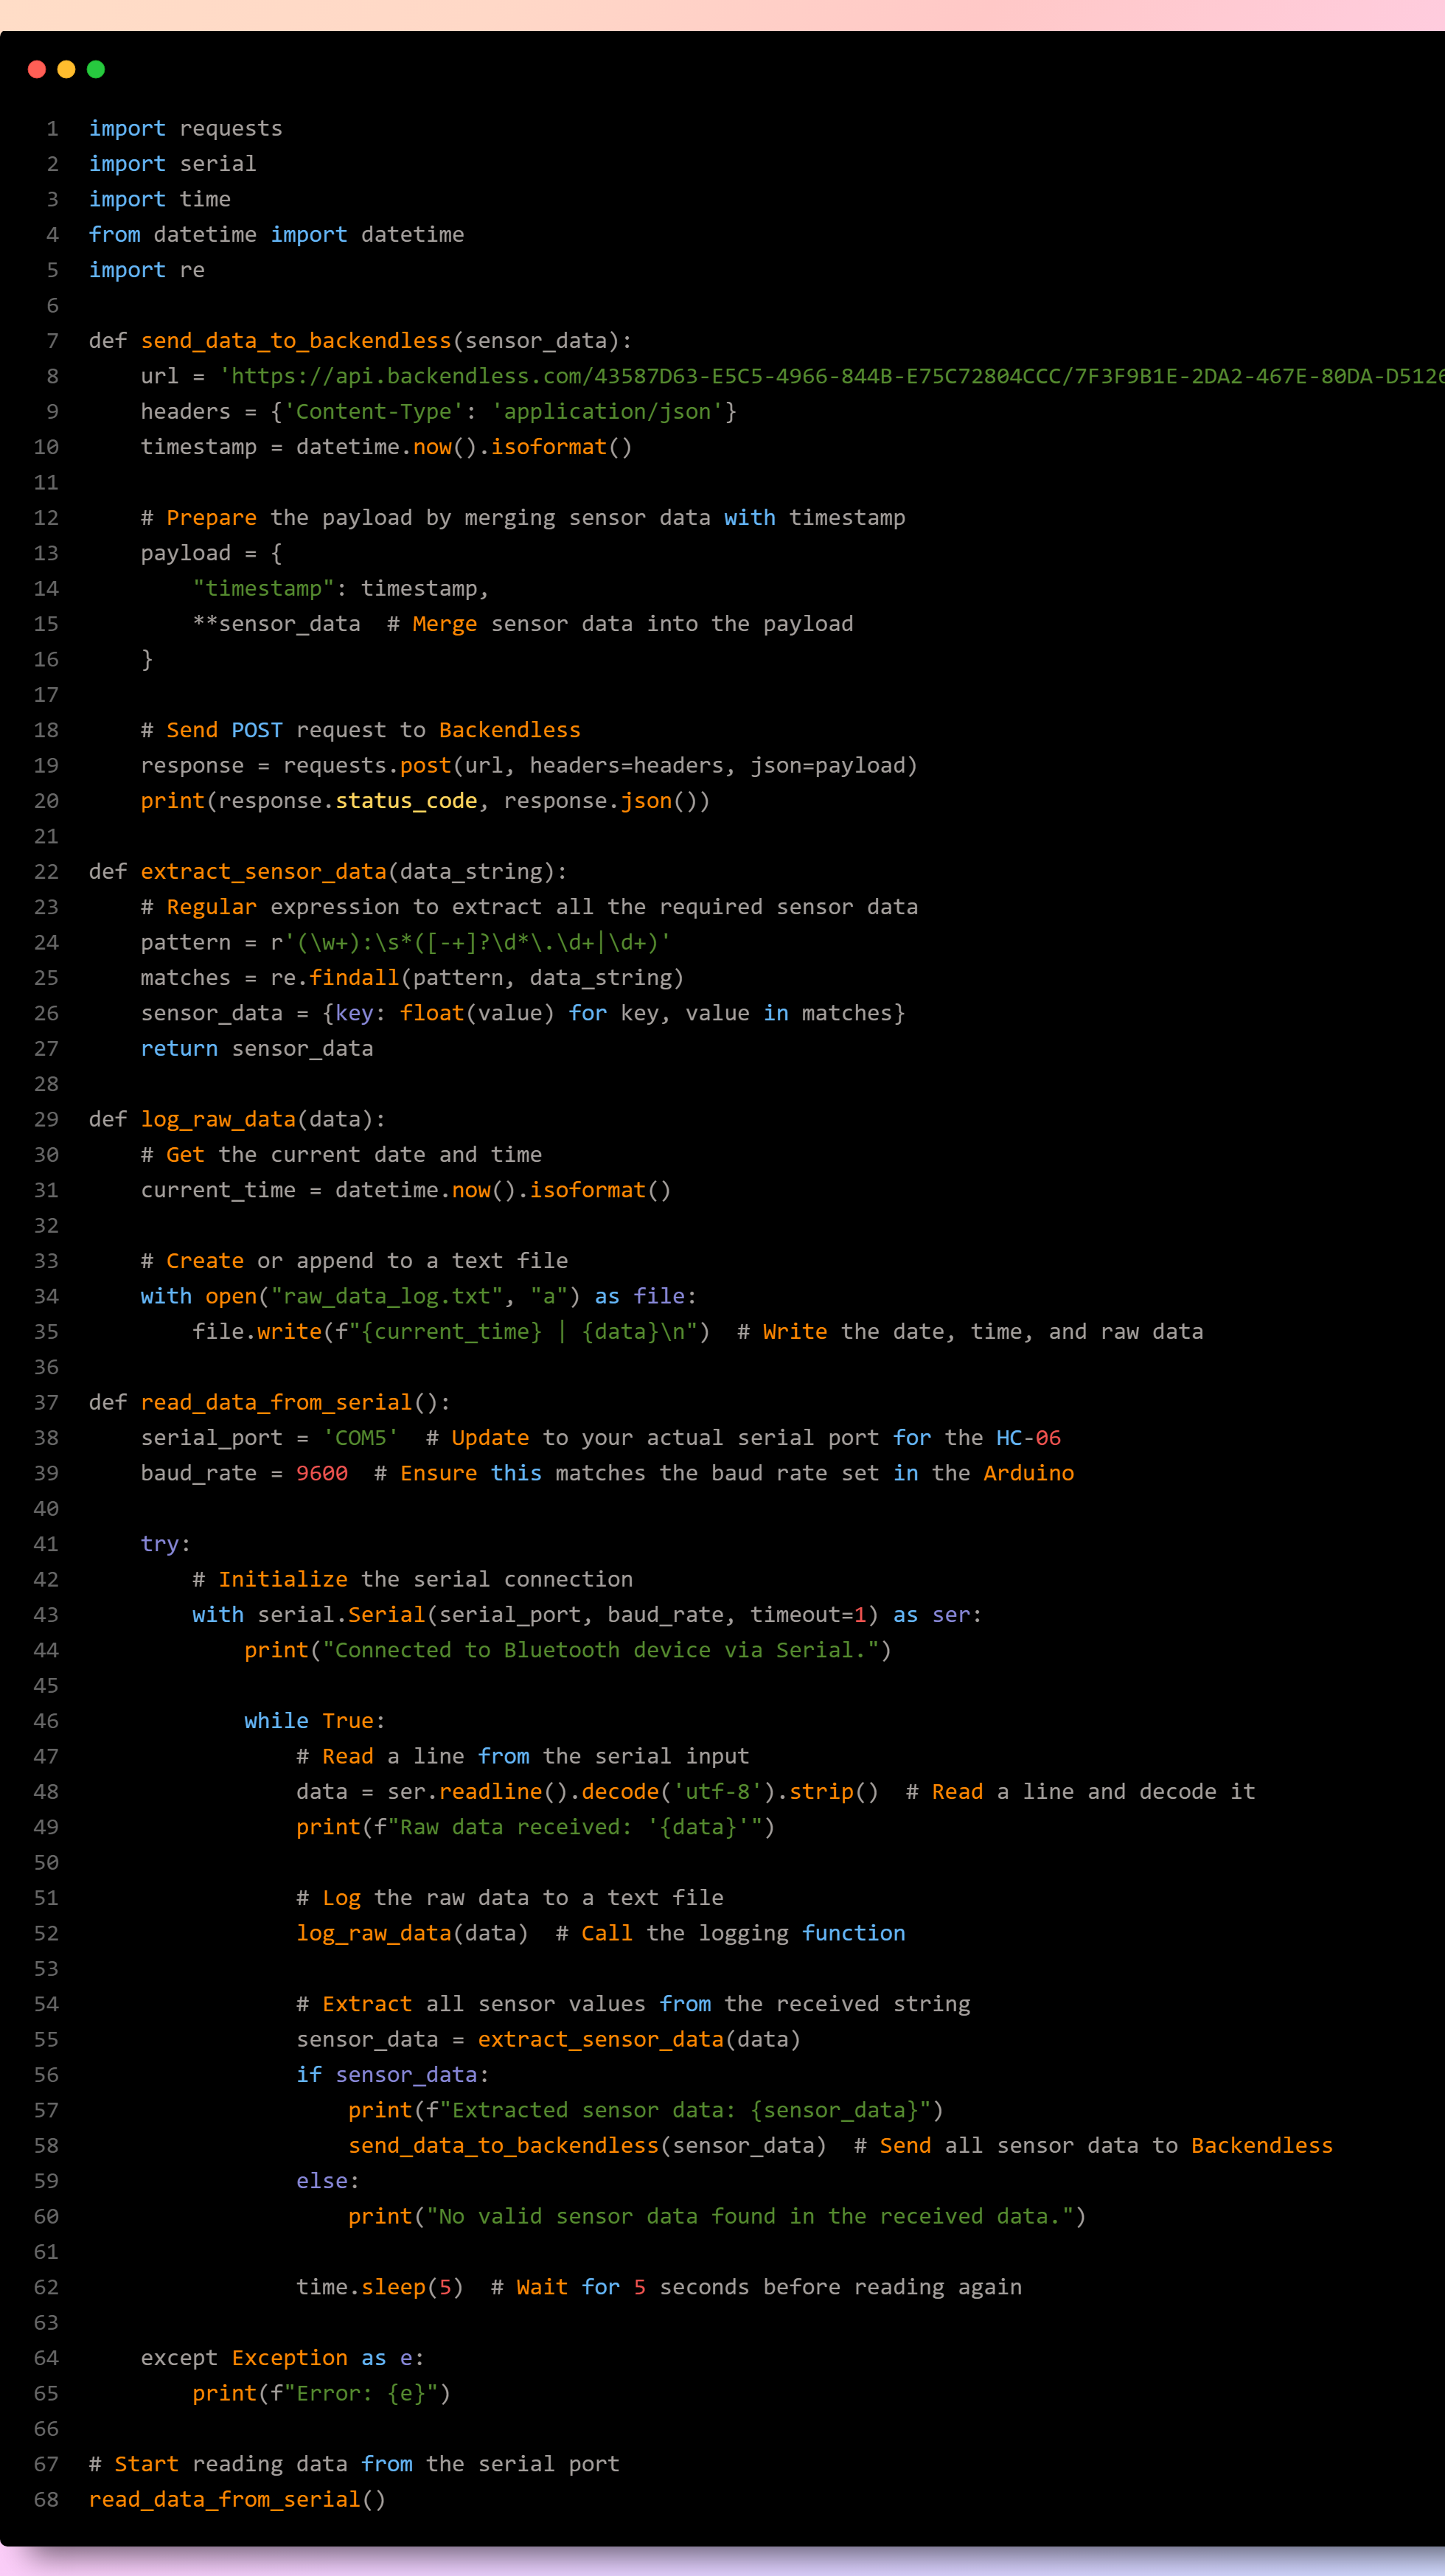 1 import requests
2 import serial
3 import time
4 from datetime import datetime
5 import re
6
7 def send_data_to_backendless(sensor_data):
8     url = 'https://api.backendless.com/43587D63-E5C5-4966-844B-E75C72804CCC/7F3F9B1E-2DA2-467E-80DA-D5126
9     headers = {'Content-Type': 'application/json'}
10     timestamp = datetime.now().isoformat()
11
12     # Prepare the payload by merging sensor data with timestamp
13     payload = {
14         "timestamp": timestamp,
15         **sensor_data  # Merge sensor data into the payload
16     }
17
18     # Send POST request to Backendless
19     response = requests.post(url, headers=headers, json=payload)
20     print(response.status_code, response.json())
21
22 def extract_sensor_data(data_string):
23     # Regular expression to extract all the required sensor data
24     pattern = r'(\w+):\s*([-+]?\d*\.\d+|\d+)'
25     matches = re.findall(pattern, data_string)
26     sensor_data = {key: float(value) for key, value in matches}
27     return sensor_data
28
29 def log_raw_data(data):
30     # Get the current date and time
31     current_time = datetime.now().isoformat()
32
33     # Create or append to a text file
34     with open("raw_data_log.txt", "a") as file:
35         file.write(f"{current_time} | {data}\n")  # Write the date, time, and raw data
36
37 def read_data_from_serial():
38     serial_port = 'COM5'  # Update to your actual serial port for the HC-06
39     baud_rate = 9600  # Ensure this matches the baud rate set in the Arduino
40
41     try:
42         # Initialize the serial connection
43         with serial.Serial(serial_port, baud_rate, timeout=1) as ser:
44             print("Connected to Bluetooth device via Serial.")
45
46             while True:
47                 # Read a line from the serial input
48                 data = ser.readline().decode('utf-8').strip()  # Read a line and decode it
49                 print(f"Raw data received: '{data}'")
50
51                 # Log the raw data to a text file
52                 log_raw_data(data)  # Call the logging function
53
54                 # Extract all sensor values from the received string
55                 sensor_data = extract_sensor_data(data)
56                 if sensor_data:
57                     print(f"Extracted sensor data: {sensor_data}")
58                     send_data_to_backendless(sensor_data)  # Send all sensor data to Backendless
59                 else:
60                     print("No valid sensor data found in the received data.")
61
62                 time.sleep(5)  # Wait for 5 seconds before reading again
63
64     except Exception as e:
65         print(f"Error: {e}")
66
67 # Start reading data from the serial port
68 read_data_from_serial()